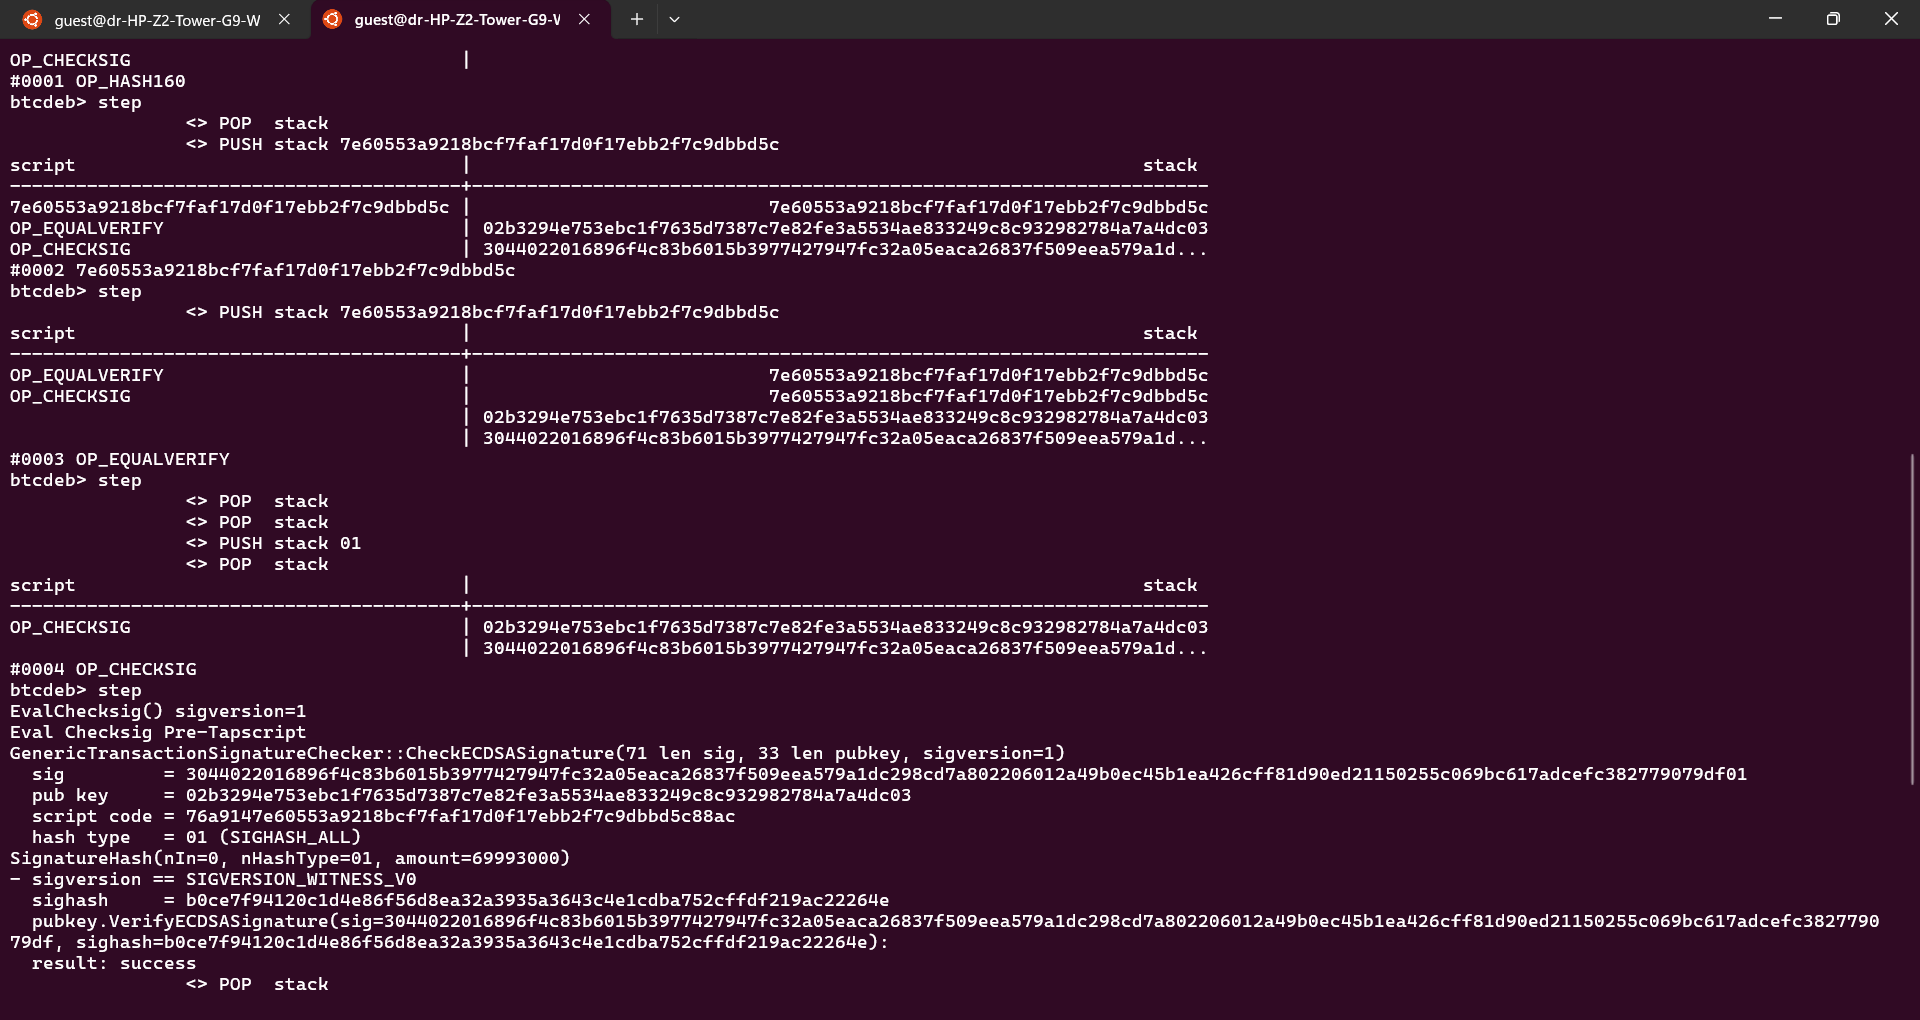 guest@dr-HP-Z2-Tower-G9-W
guest@dr-HP-Z2-Tower-G9-W
OP_CHECKSIG |
#0001 OP_HASH160
btcdeb> step
<> POP stack
<> PUSH stack 7e60553a9218bcf7faf17d0f17ebb2f7c9dbbd5c
script | stack
-----------------------------------------+-------------------------------------------------------------------
7e60553a9218bcf7faf17d0f17ebb2f7c9dbbd5c | 7e60553a9218bcf7faf17d0f17ebb2f7c9dbbd5c
OP_EQUALVERIFY | 02b3294e753ebc1f7635d7387c7e82fe3a5534ae833249c8c932982784a7a4dc03
OP_CHECKSIG | 3044022016896f4c83b6015b3977427947fc32a05eaca26837f509eea579a1d...
#0002 7e60553a9218bcf7faf17d0f17ebb2f7c9dbbd5c
btcdeb> step
<> PUSH stack 7e60553a9218bcf7faf17d0f17ebb2f7c9dbbd5c
script | stack
-----------------------------------------+-------------------------------------------------------------------
OP_EQUALVERIFY | 7e60553a9218bcf7faf17d0f17ebb2f7c9dbbd5c
OP_CHECKSIG | 7e60553a9218bcf7faf17d0f17ebb2f7c9dbbd5c
| 02b3294e753ebc1f7635d7387c7e82fe3a5534ae833249c8c932982784a7a4dc03
| 3044022016896f4c83b6015b3977427947fc32a05eaca26837f509eea579a1d...
#0003 OP_EQUALVERIFY
btcdeb> step
<> POP stack
<> POP stack
<> PUSH stack 01
<> POP stack
script | stack
-----------------------------------------+-------------------------------------------------------------------
OP_CHECKSIG | 02b3294e753ebc1f7635d7387c7e82fe3a5534ae833249c8c932982784a7a4dc03
| 3044022016896f4c83b6015b3977427947fc32a05eaca26837f509eea579a1d...
#0004 OP_CHECKSIG
btcdeb> step
EvalChecksig() sigversion=1
Eval Checksig Pre-Tapscript
GenericTransactionSignatureChecker::CheckECDSASignature(71 len sig, 33 len pubkey, sigversion=1)
sig = 3044022016896f4c83b6015b3977427947fc32a05eaca26837f509eea579a1dc298cd7a802206012a49b0ec45b1ea426cff81d90ed21150255c069bc617adcefc382779079df01
pub key = 02b3294e753ebc1f7635d7387c7e82fe3a5534ae833249c8c932982784a7a4dc03
script code = 76a9147e60553a9218bcf7faf17d0f17ebb2f7c9dbbd5c88ac
hash type = 01 (SIGHASH_ALL)
SignatureHash(nIn=0, nHashType=01, amount=69993000)
- sigversion == SIGVERSION_WITNESS_V0
sighash = b0ce7f94120c1d4e86f56d8ea32a3935a3643c4e1cdba752cffdf219ac22264e
pubkey.VerifyECDSASignature(sig=3044022016896f4c83b6015b3977427947fc32a05eaca26837f509eea579a1dc298cd7a802206012a49b0ec45b1ea426cff81d90ed21150255c069bc617adcefc3827790
79df, sighash=b0ce7f94120c1d4e86f56d8ea32a3935a3643c4e1cdba752cffdf219ac22264e):
result: success
<> POP stack